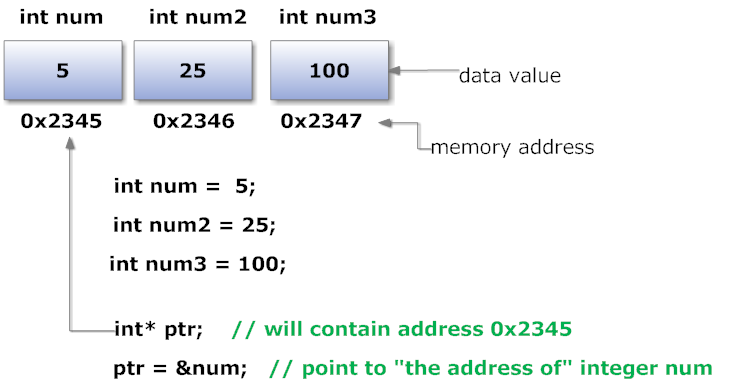 int num int num2 int num3
5 25 100
data value
0x2345 0x2346 0x2347
memory address
int num =  5;
int num2 = 25;
int num3 = 100;
int* ptr;   // will contain address 0x2345
ptr = &num;   // point to "the address of" integer num